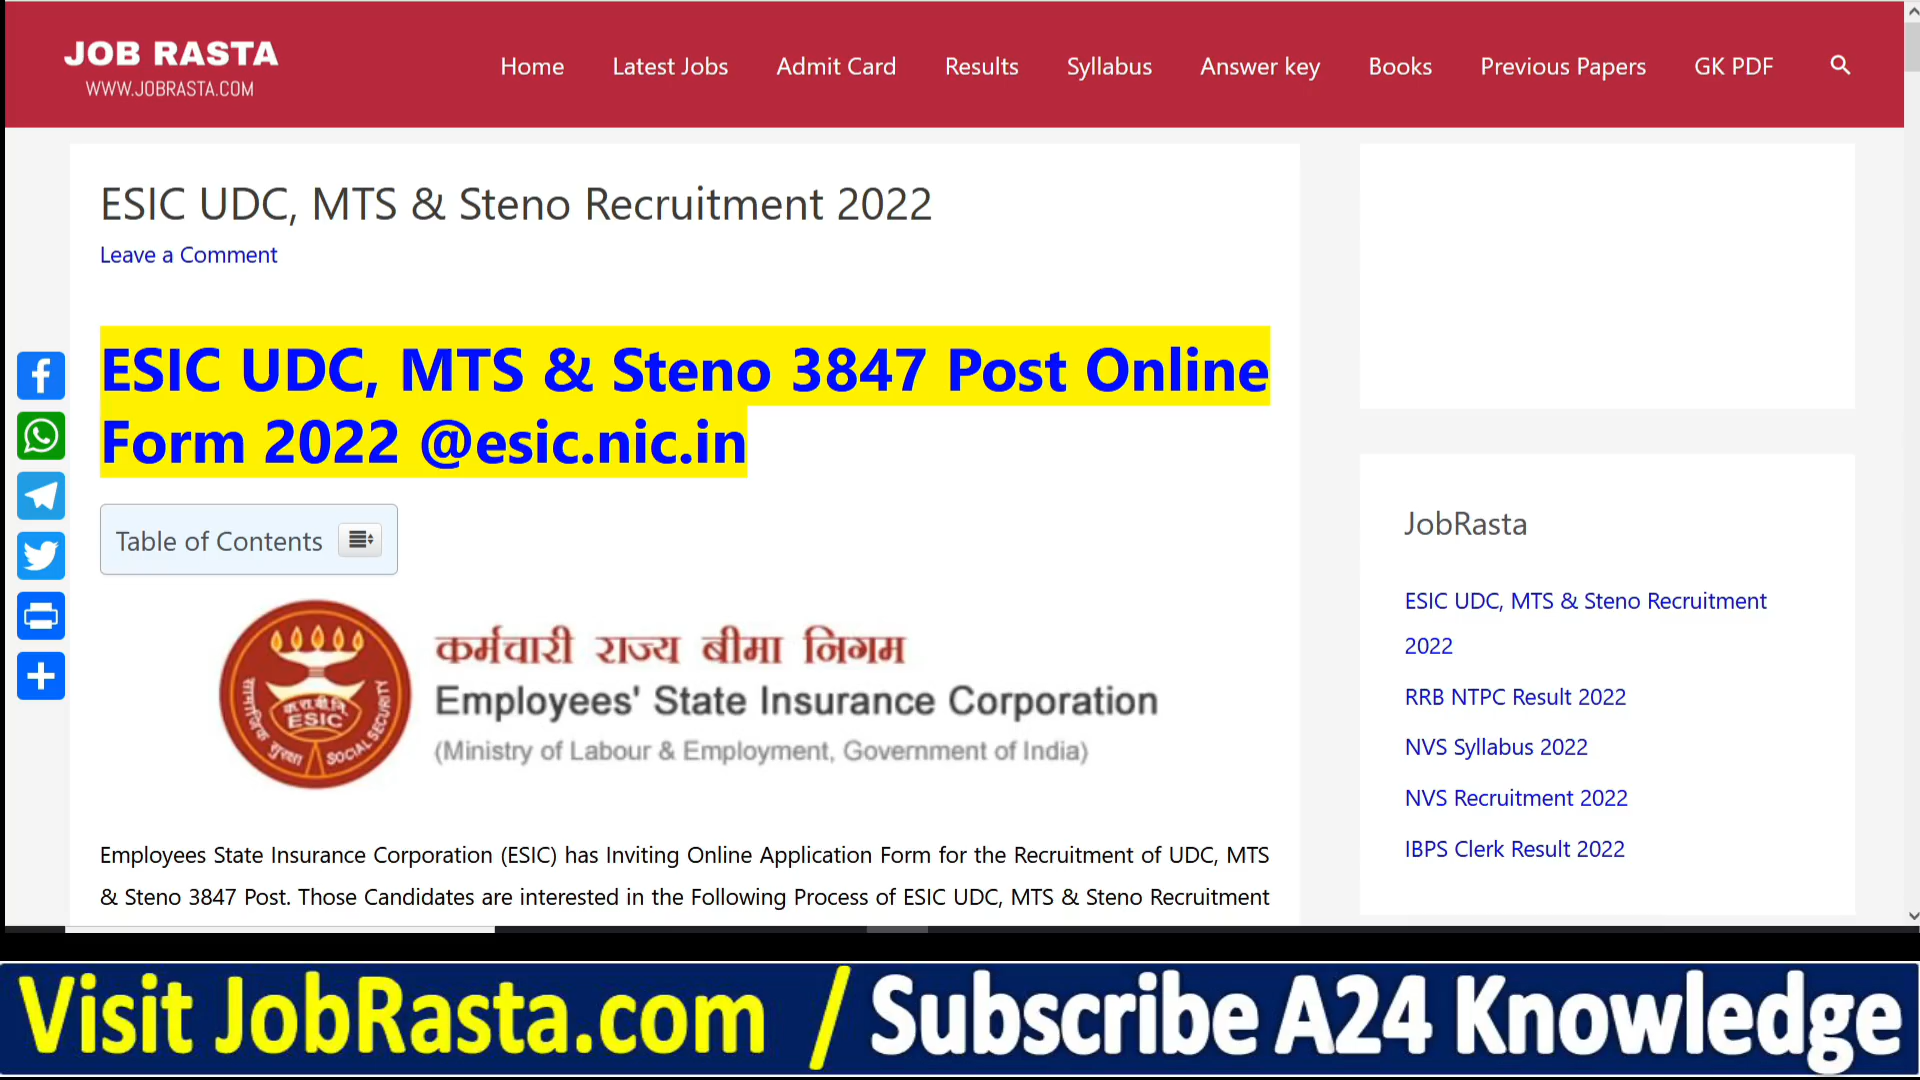 JOB RASTA
WWW.JOBRASTA.COM
Home Latest Jobs Admit Card Results Syllabus Answer key Books Previous Papers GK PDF
ESIC UDC, MTS & Steno Recruitment 2022
Leave a Comment
ESIC UDC, MTS & Steno 3847 Post Online
Form 2022 @esic.nic.in
Table of Contents
कर्मचारी राज्य बीमा निगम
Employees' State Insurance Corporation
(Ministry of Labour & Employment, Government of India)
सामाजिक सुरक्षा
क.रा.बी.नि.
ESIC
SOCIAL SECURITY
Employees State Insurance Corporation (ESIC) has Inviting Online Application Form for the Recruitment of UDC, MTS
& Steno 3847 Post. Those Candidates are interested in the Following Process of ESIC UDC, MTS & Steno Recruitment
JobRasta
ESIC UDC, MTS & Steno Recruitment
2022
RRB NTPC Result 2022
NVS Syllabus 2022
NVS Recruitment 2022
IBPS Clerk Result 2022
Visit JobRasta.com / Subscribe A24 Knowledge